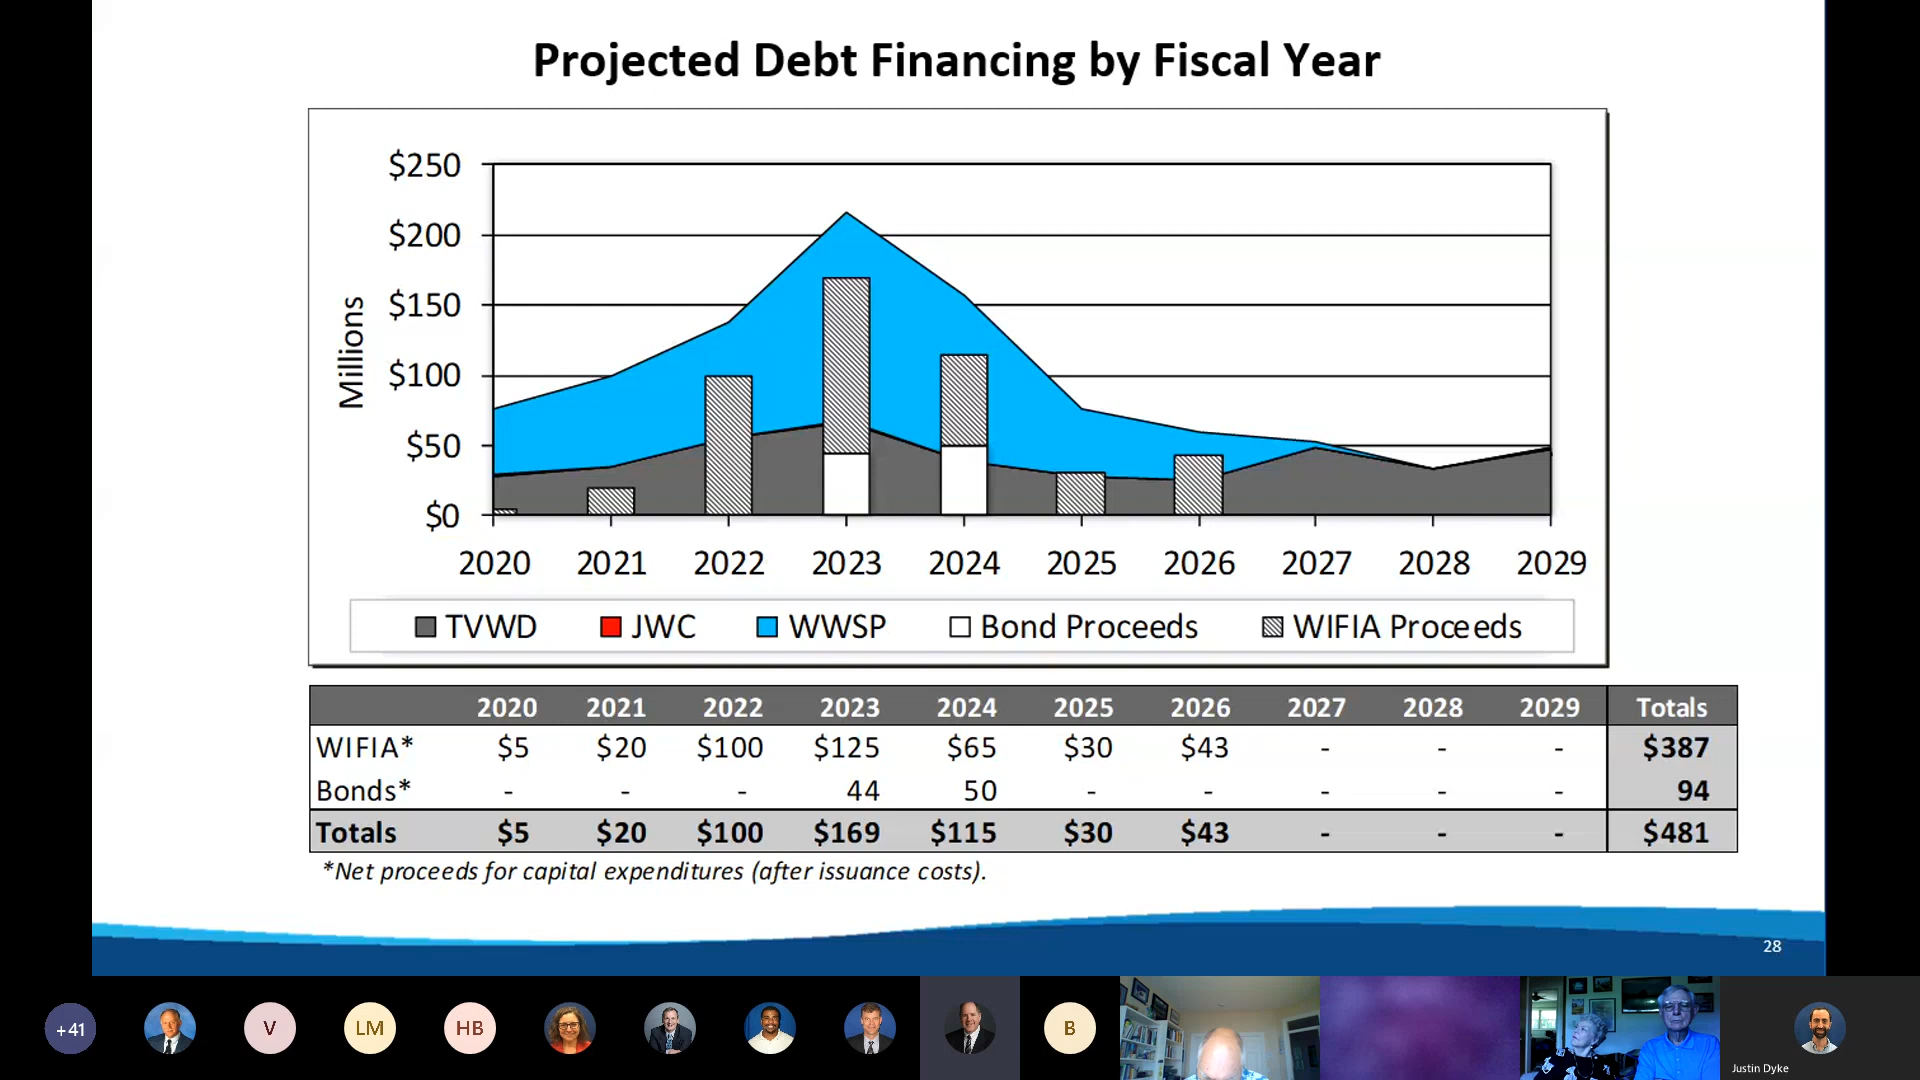 Projected Debt Financing by Fiscal Year
Millions
$250
$200
$150
$100
$50
$0
2020 2021 2022 2023 2024 2025 2026 2027 2028 2029
TVWD JWC WWSP Bond Proceeds WIFIA Proceeds
2020 2021 2022 2023 2024 2025 2026 2027 2028 2029 Totals
WIFIA* $5 $20 $100 $125 $65 $30 $43 - - - $387
Bonds* - - - 44 50 - - - - - 94
Totals $5 $20 $100 $169 $115 $30 $43 - - - $481
*Net proceeds for capital expenditures (after issuance costs).
28
+41 V LM HB B
Justin Dyke